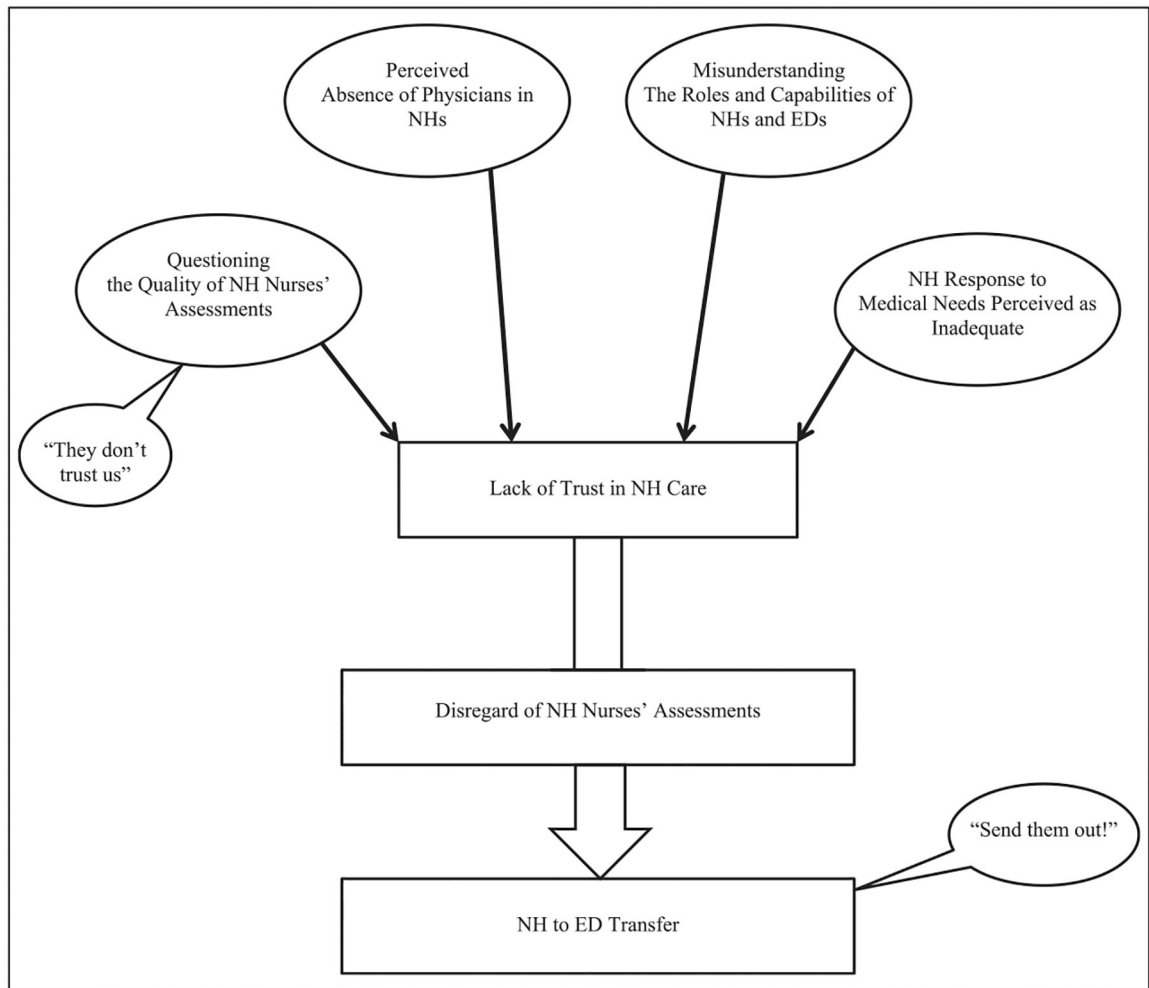 Perceived
Absence of Physicians in
NHs
Misunderstanding
The Roles and Capabilities of
NHs and EDs
Questioning
the Quality of NH Nurses’
Assessments
NH Response to
Medical Needs Perceived as
Inadequate
“They don’t
trust us”
Lack of Trust in NH Care
Disregard of NH Nurses’ Assessments
“Send them out!”
NH to ED Transfer